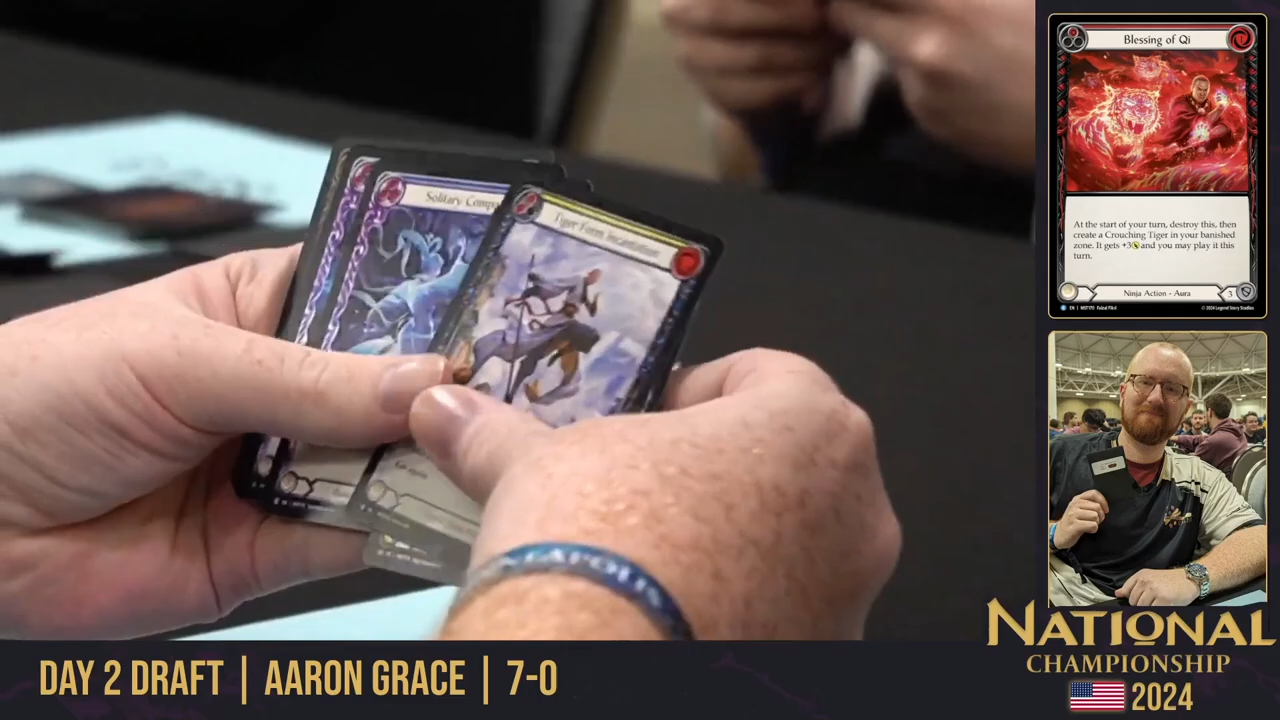 Solitary
Tiger Form Incantation
Blessing of Qi
At the start of your turn, destroy this, then
create a Crouching Tiger in your banished
zone. It gets +3 and you may play it this
turn.
Ninja Action - Aura
3
NATIONAL
CHAMPIONSHIP
2024
DAY 2 DRAFT | AARON GRACE | 7-0